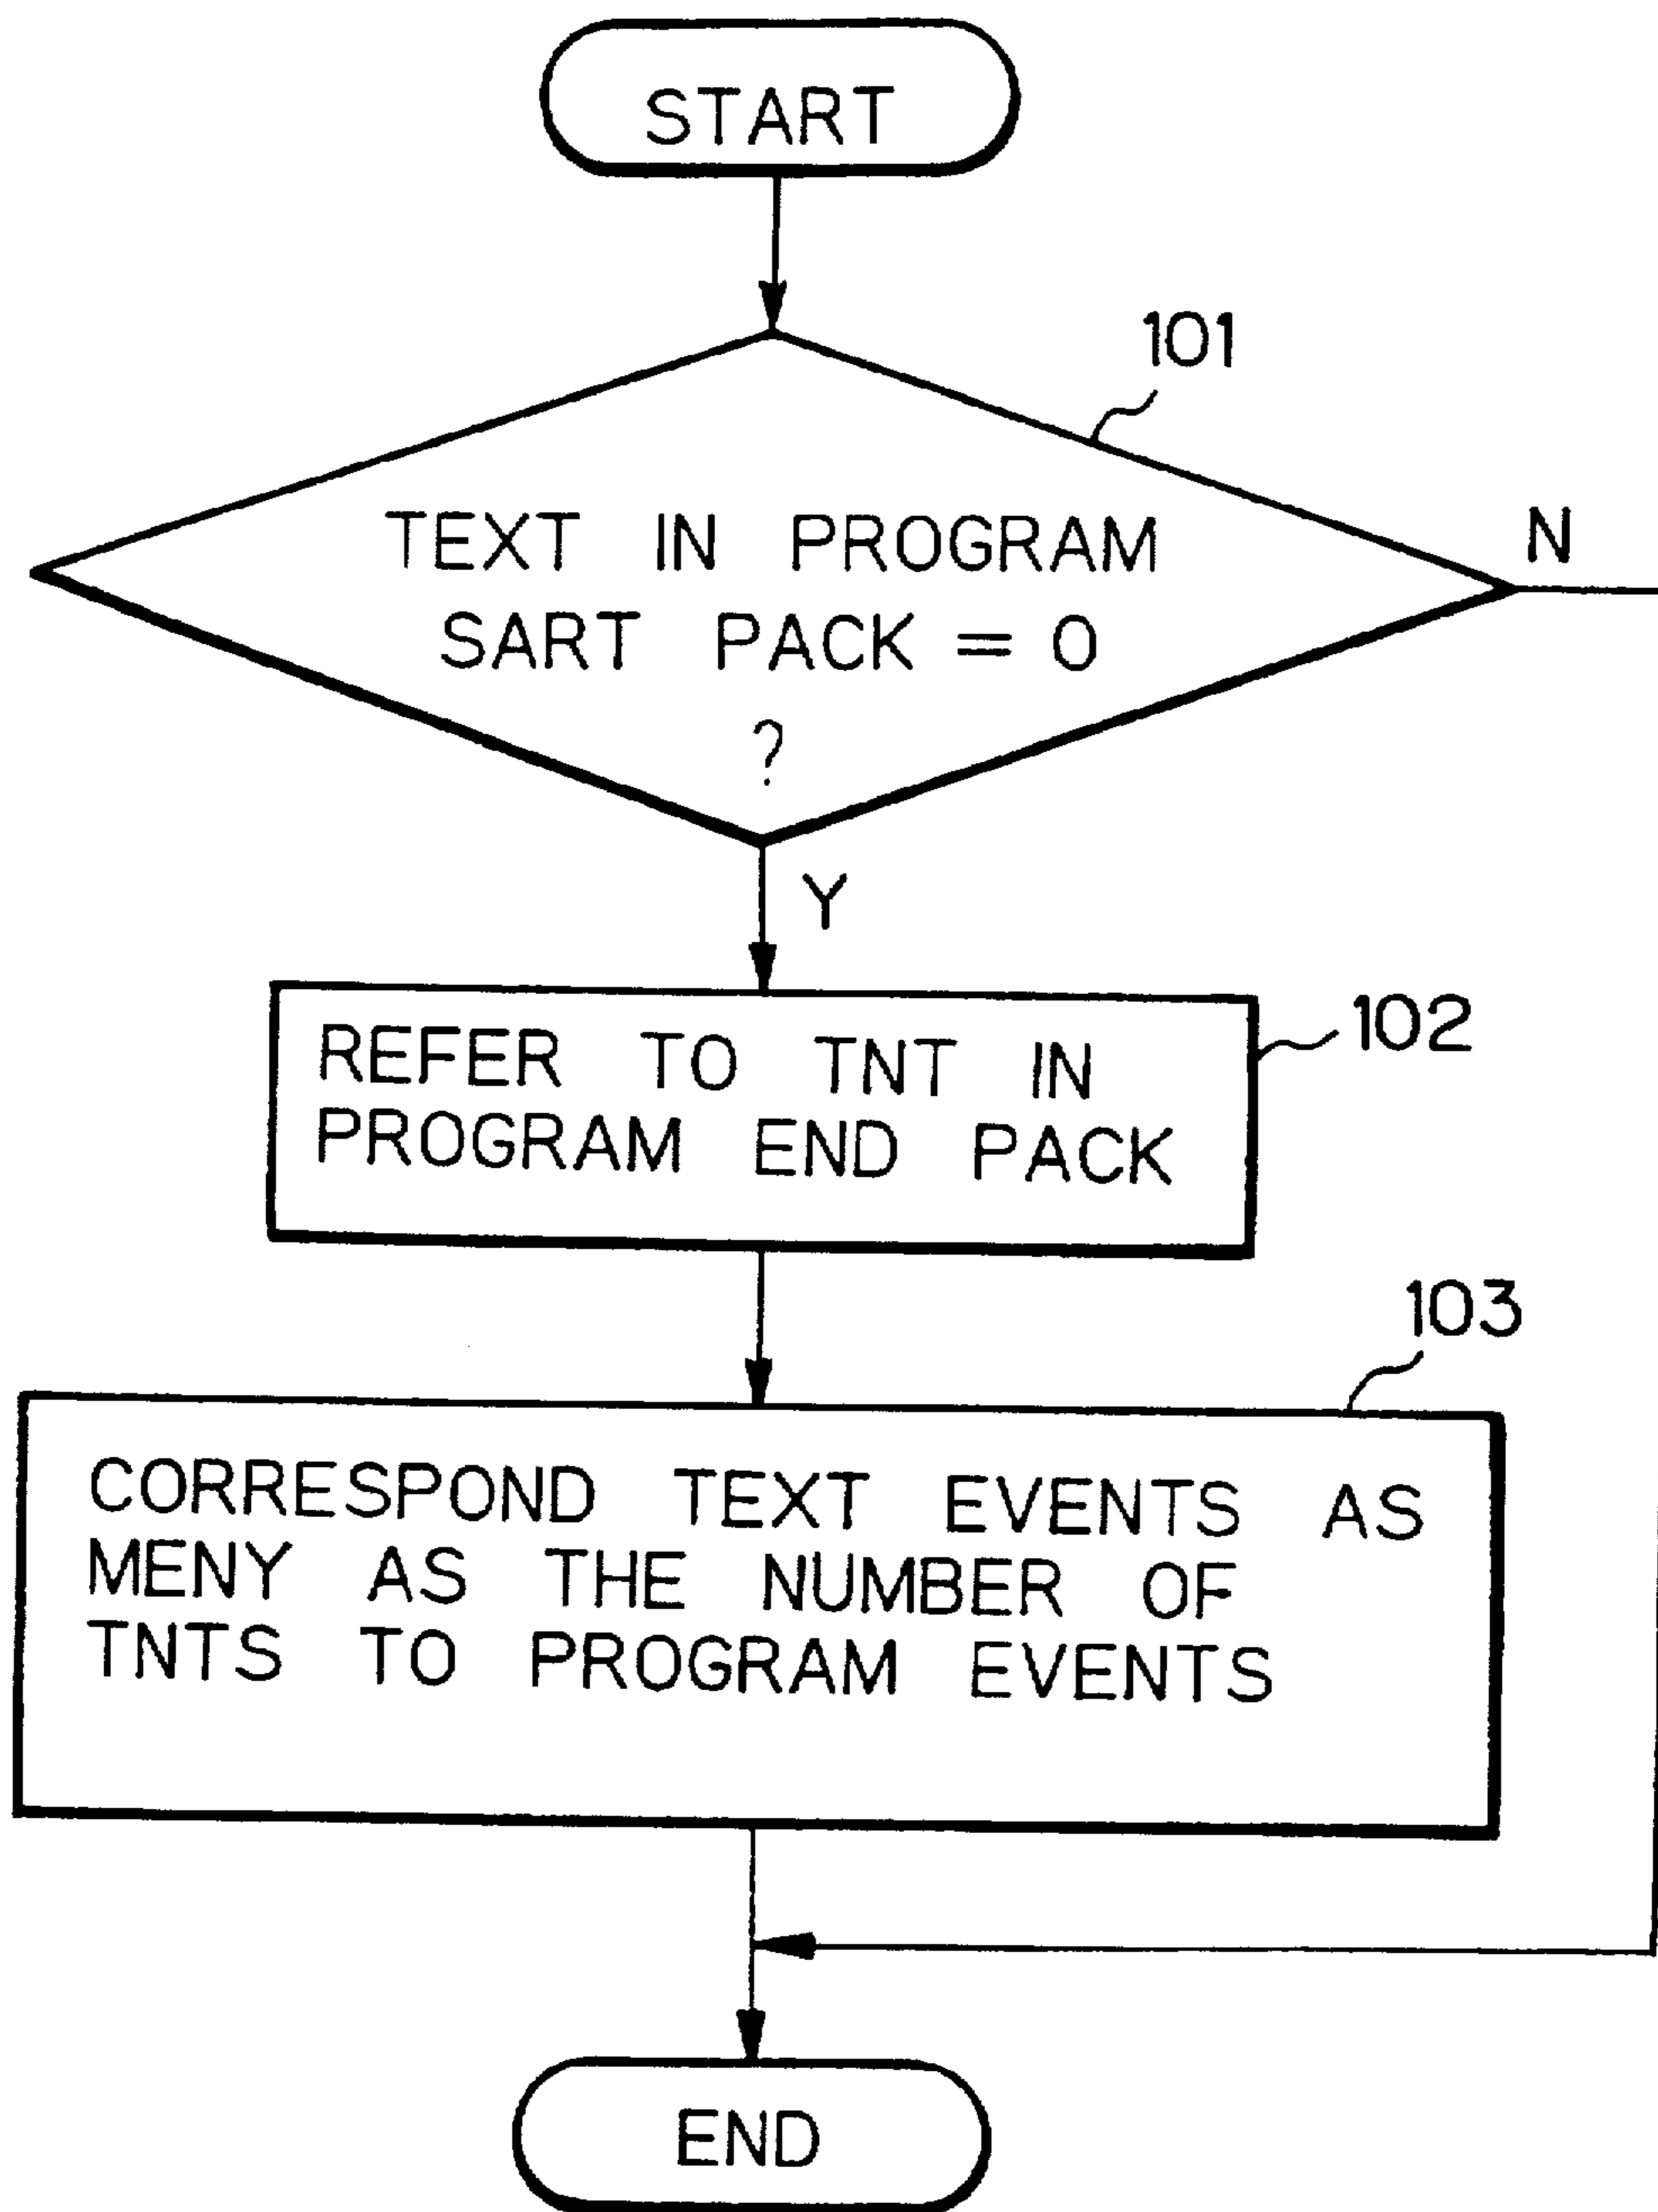 START
101
TEXT IN PROGRAM
SART PACK = 0
?
N
Y
REFER TO TNT IN
PROGRAM END PACK
102
103
CORRESPOND TEXT EVENTS AS
MENY AS THE NUMBER OF
TNTS TO PROGRAM EVENTS
END